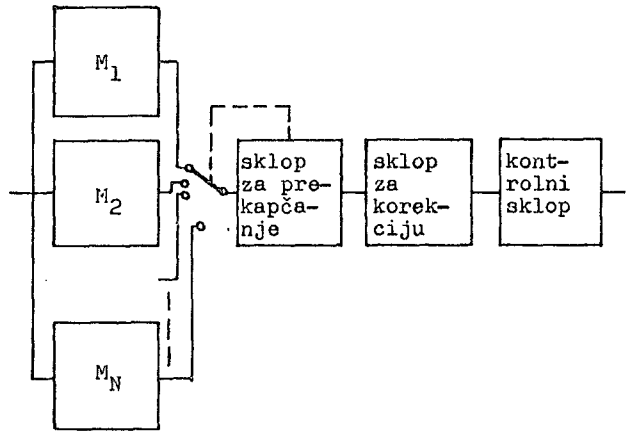 M1
M2
MN
sklop
za pre-
kapča-
nje
sklop
za
korek-
ciju
kont-
rolni
sklop